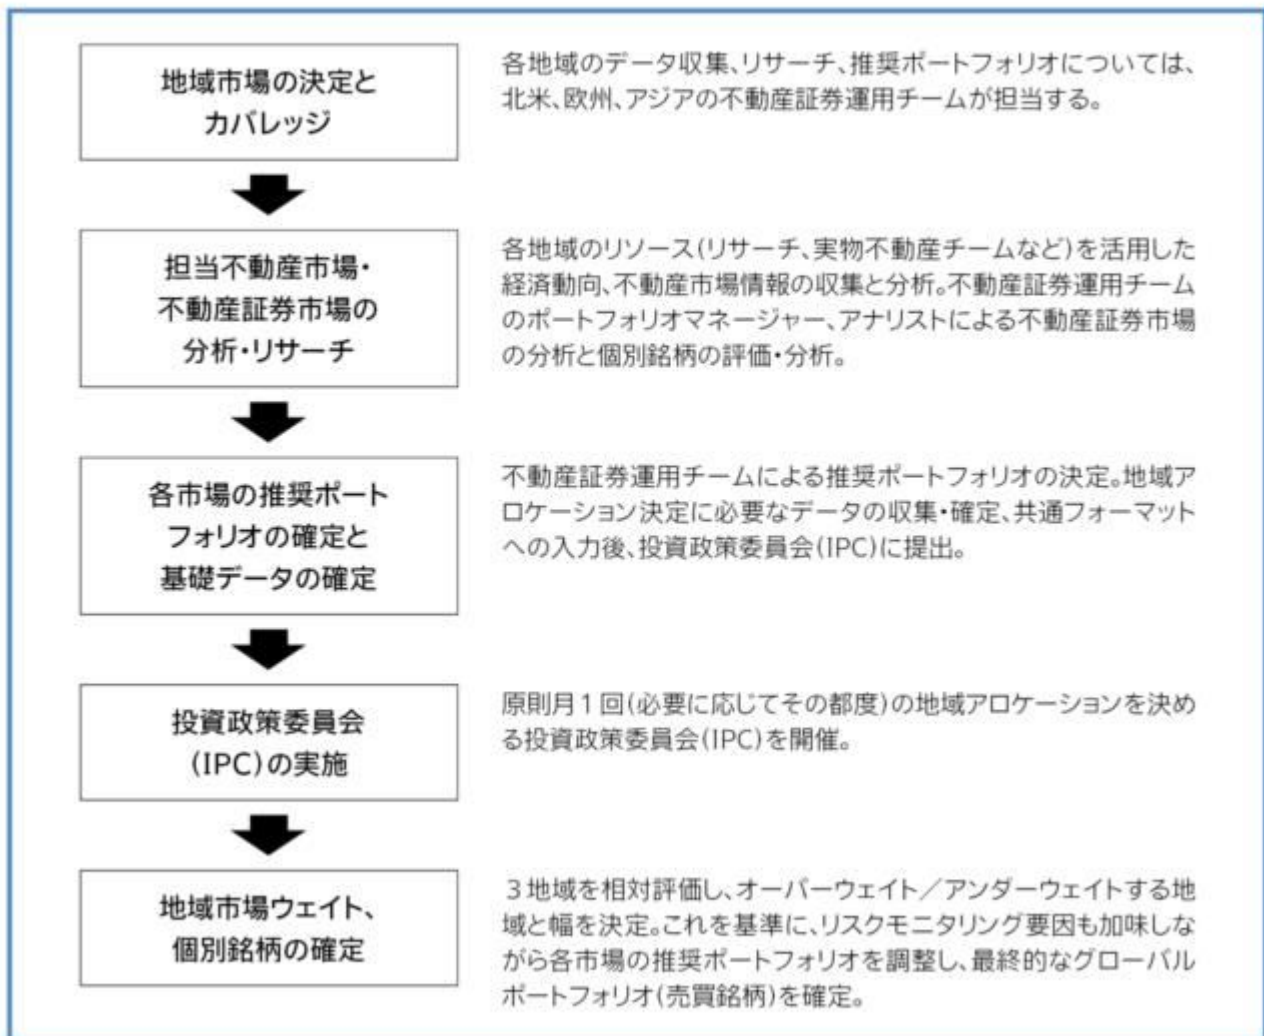 地域市場の決定と
カバレッジ
各地域のデータ収集、リサーチ、推奨ポートフォリオについては、
北米、欧州、アジアの不動産証券運用チームが担当する。
担当不動産市場・
不動産証券市場の
分析・リサーチ
各地域のリソース(リサーチ、実物不動産チームなど)を活用した
経済動向、不動産市場情報の収集と分析。不動産証券運用チーム
のポートフォリオマネージャー、アナリストによる不動産証券市場
の分析と個別銘柄の評価・分析。
各市場の推奨ポート
フォリオの確定と
基礎データの確定
不動産証券運用チームによる推奨ポートフォリオの決定。地域ア
ロケーション決定に必要なデータの収集・確定、共通フォーマット
への入力後、投資政策委員会(IPC)に提出。
投資政策委員会
(IPC)の実施
原則月1回(必要に応じてその都度)の地域アロケーションを決め
る投資政策委員会(IPC)を開催。
地域市場ウェイト、
個別銘柄の確定
3地域を相対評価し、オーバーウェイト／アンダーウェイトする地
域と幅を決定。これを基準に、リスクモニタリング要因も加味しな
がら各市場の推奨ポートフォリオを調整し、最終的なグローバル
ポートフォリオ(売買銘柄)を確定。